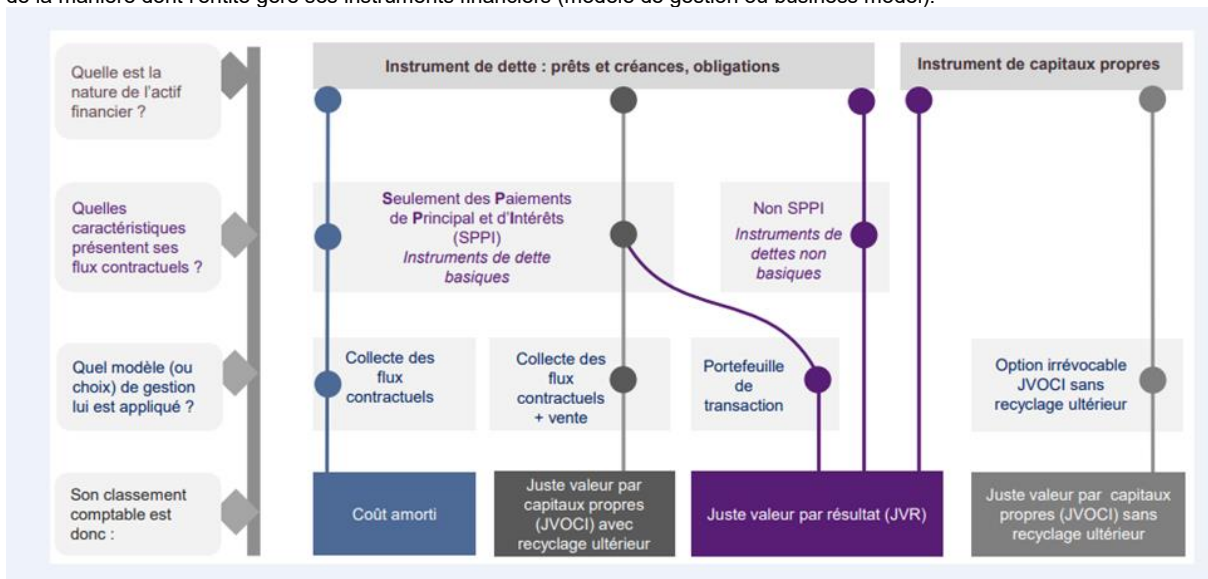 de la manière dont l'entité gère ses instruments financiers (modèle de gestion ou business model).
Quelle est la
nature de l'actif
financier ?
Instrument de dette : prêts et créances, obligations
Instrument de capitaux propres
Quelles
caractéristiques
présentent ses
flux contractuels ?
Seulement des Paiements
de Principal et d'Intérêts
(SPPI)
Instruments de dette
basiques
Non SPPI
Instruments de
dettes non
basiques
Quel modèle (ou
choix) de gestion
lui est appliqué ?
Collecte des
flux
contractuels
Collecte des
flux
contractuels
+ vente
Portefeuille
de
transaction
Option irrévocable
JVOCI sans
recyclage ultérieur
Son classement
comptable est
donc :
Coût amorti
Juste valeur par
capitaux propres
(JVOCI) avec
recyclage ultérieur
Juste valeur par résultat (JVR)
Juste valeur par capitaux
propres (JVOCI) sans
recyclage ultérieur